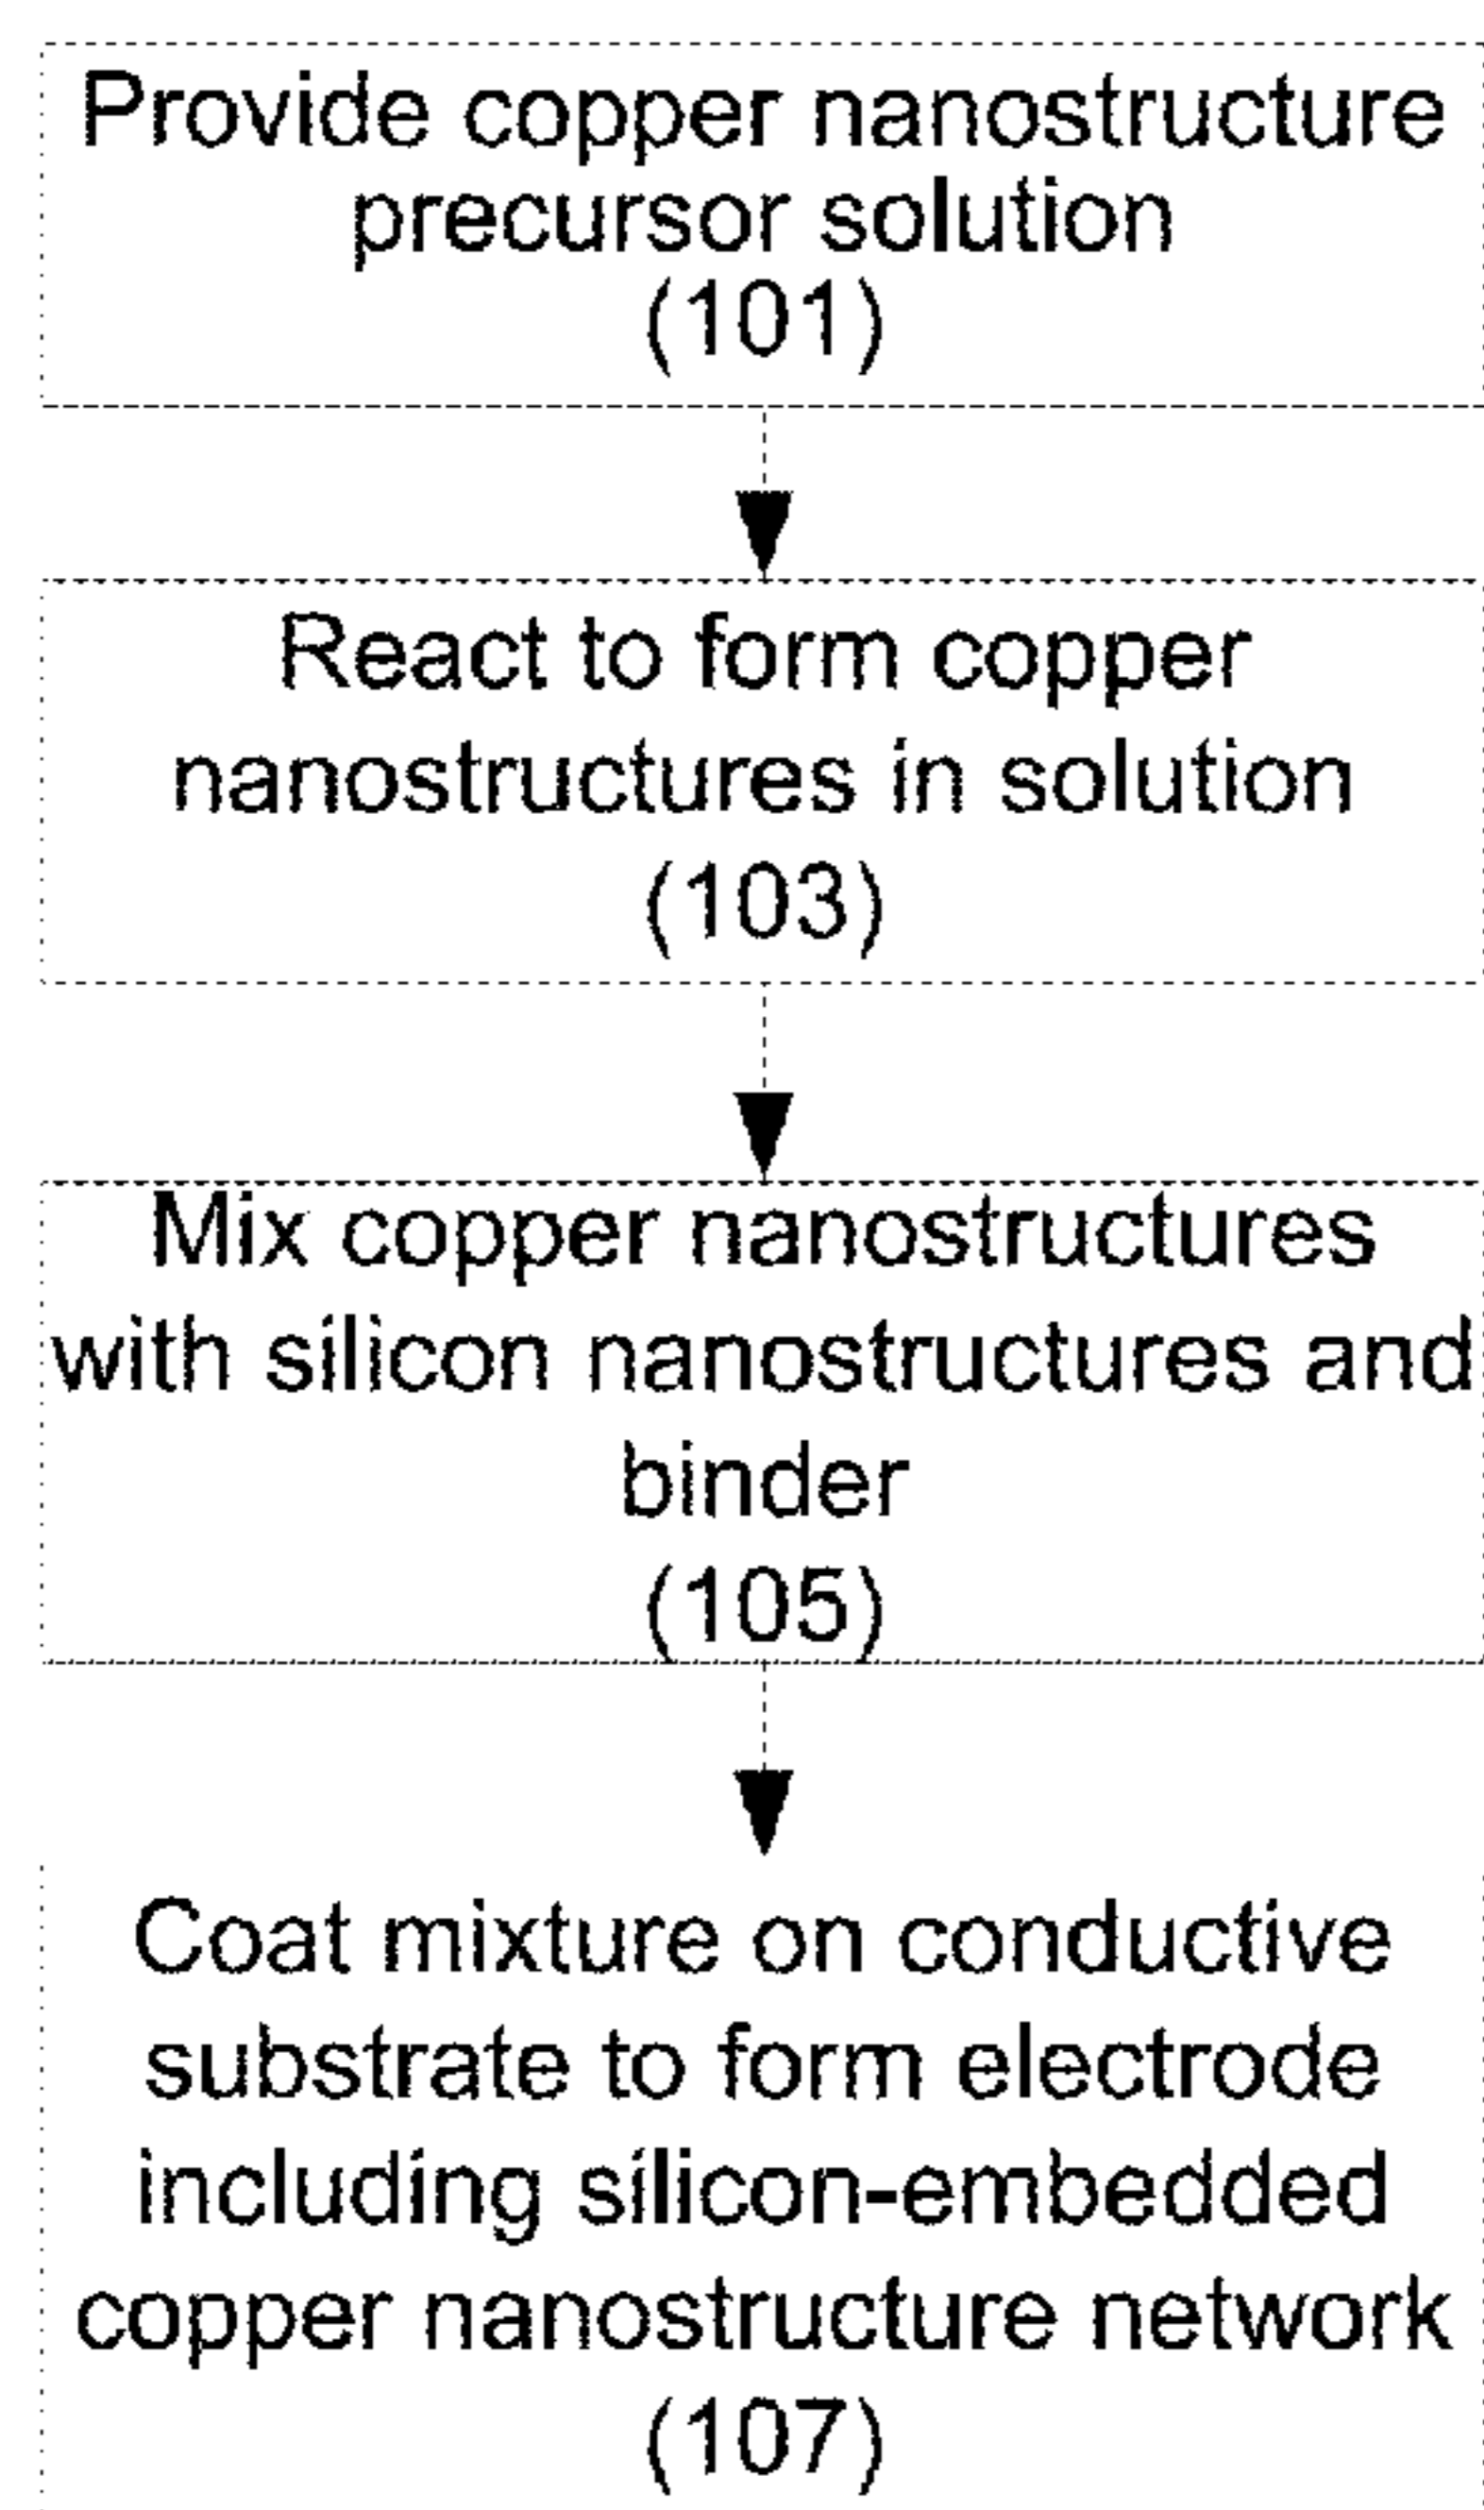 Provide copper nanostructure
precursor solution
(101)
React to form copper
nanostructures in solution
(103)
Mix copper nanostructures
with silicon nanostructures and
binder
(105)
Coat mixture on conductive
substrate to form electrode
including silicon-embedded
copper nanostructure network
(107)